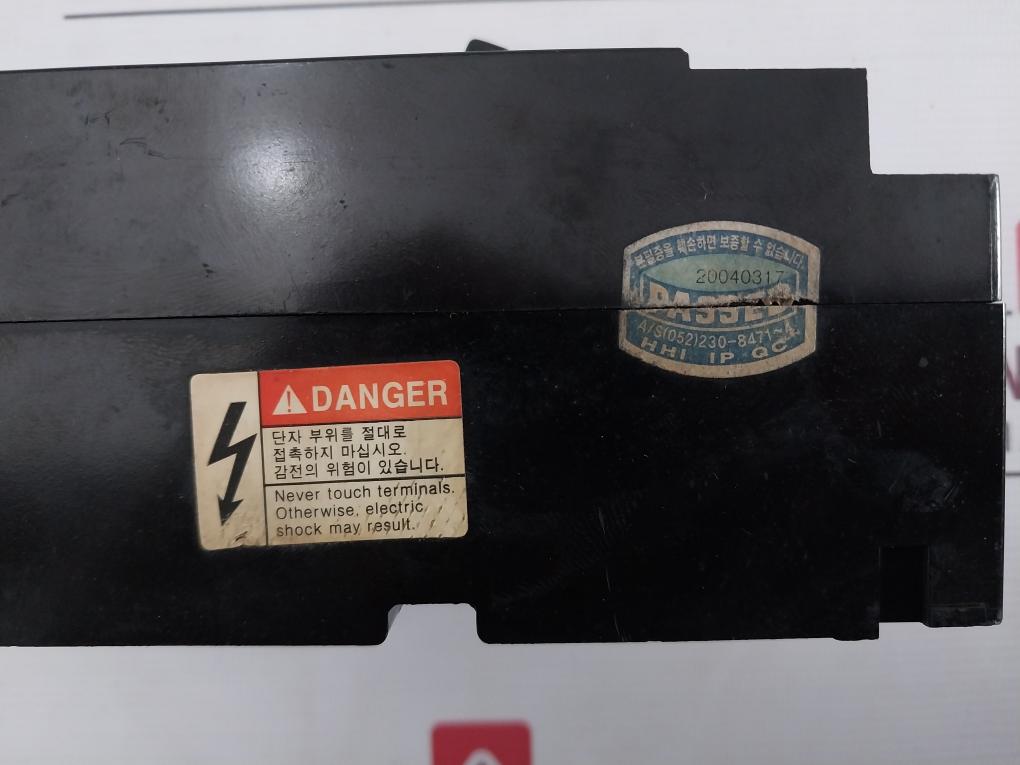 봉필증을 훼손하면 보증할 수 없습니다.
20040317
PASSED
A/S(052)230-8471~4
HHI IP QC
DANGER
단자 부위를 절대로
접촉하지 마십시오.
감전의 위험이 있습니다.
Never touch terminals.
Otherwise, electric
shock may result.